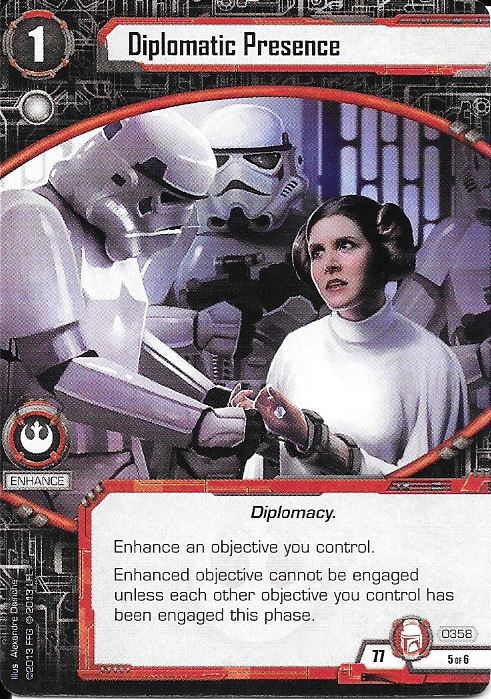 1
Diplomatic Presence
ENHANCE
Diplomacy.
Enhance an objective you control.
Enhanced objective cannot be engaged
unless each other objective you control has
been engaged this phase.
Illus. Alexandre Dainche
©2013 FFG ©2013 LFL
77
0358
5 OF 6